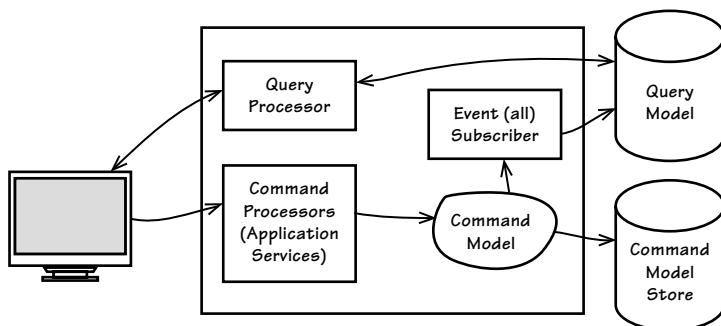 Query
Processor
Event (all)
Subscriber
Query
Model
Command
Processors
(Application
Services)
Command
Model
Command
Model
Store